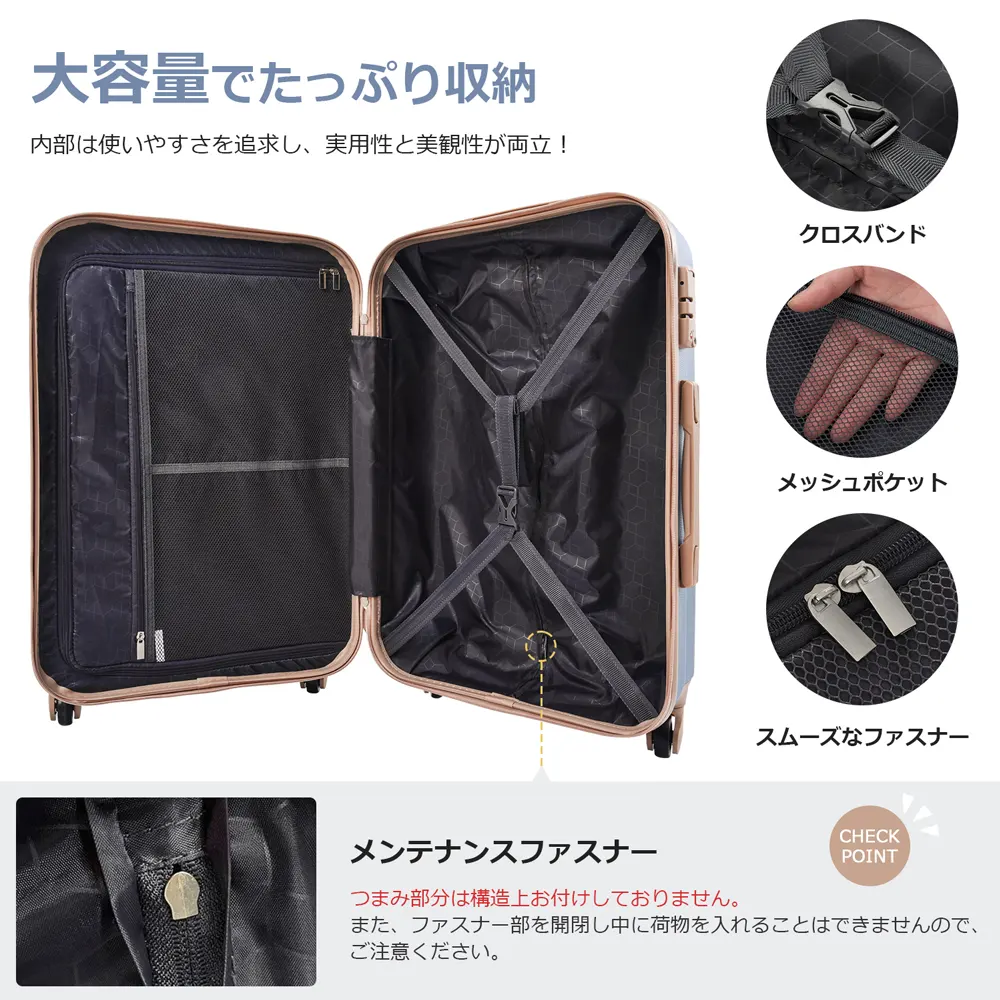 大容量でたっぷり収納
内部は使いやすさを追求し、実用性と美観性が両立！
クロスバンド
メッシュポケット
スムーズなファスナー
メンテナンスファスナー
CHECK
POINT
つまみ部分は構造上お付けしておりません。
また、ファスナー部を開閉し中に荷物を入れることはできませんので、
ご注意ください。